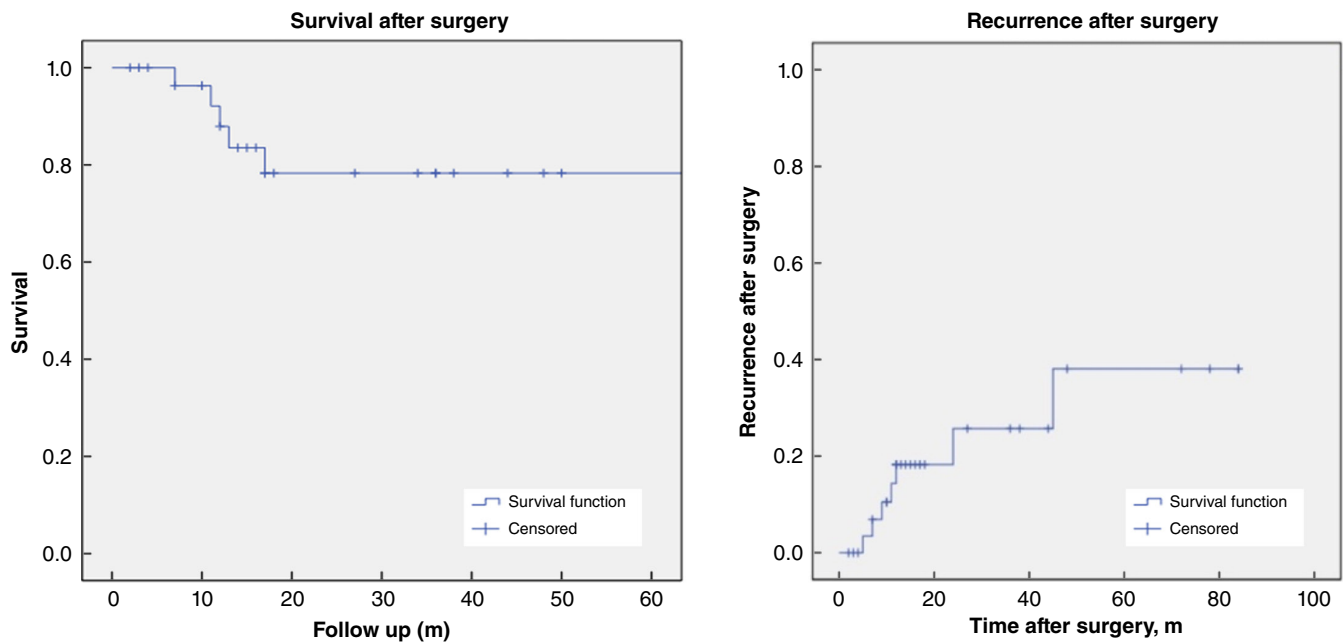 Survival after surgery
1.0
0.8
0.6
0.4
0.2
0.0
Survival
Survival function
Censored
0 10 20 30 40 50 60
Follow up (m)
Recurrence after surgery
1.0
0.8
0.6
0.4
0.2
0.0
Recurrence after surgery
Survival function
Censored
0 20 40 60 80 100
Time after surgery, m